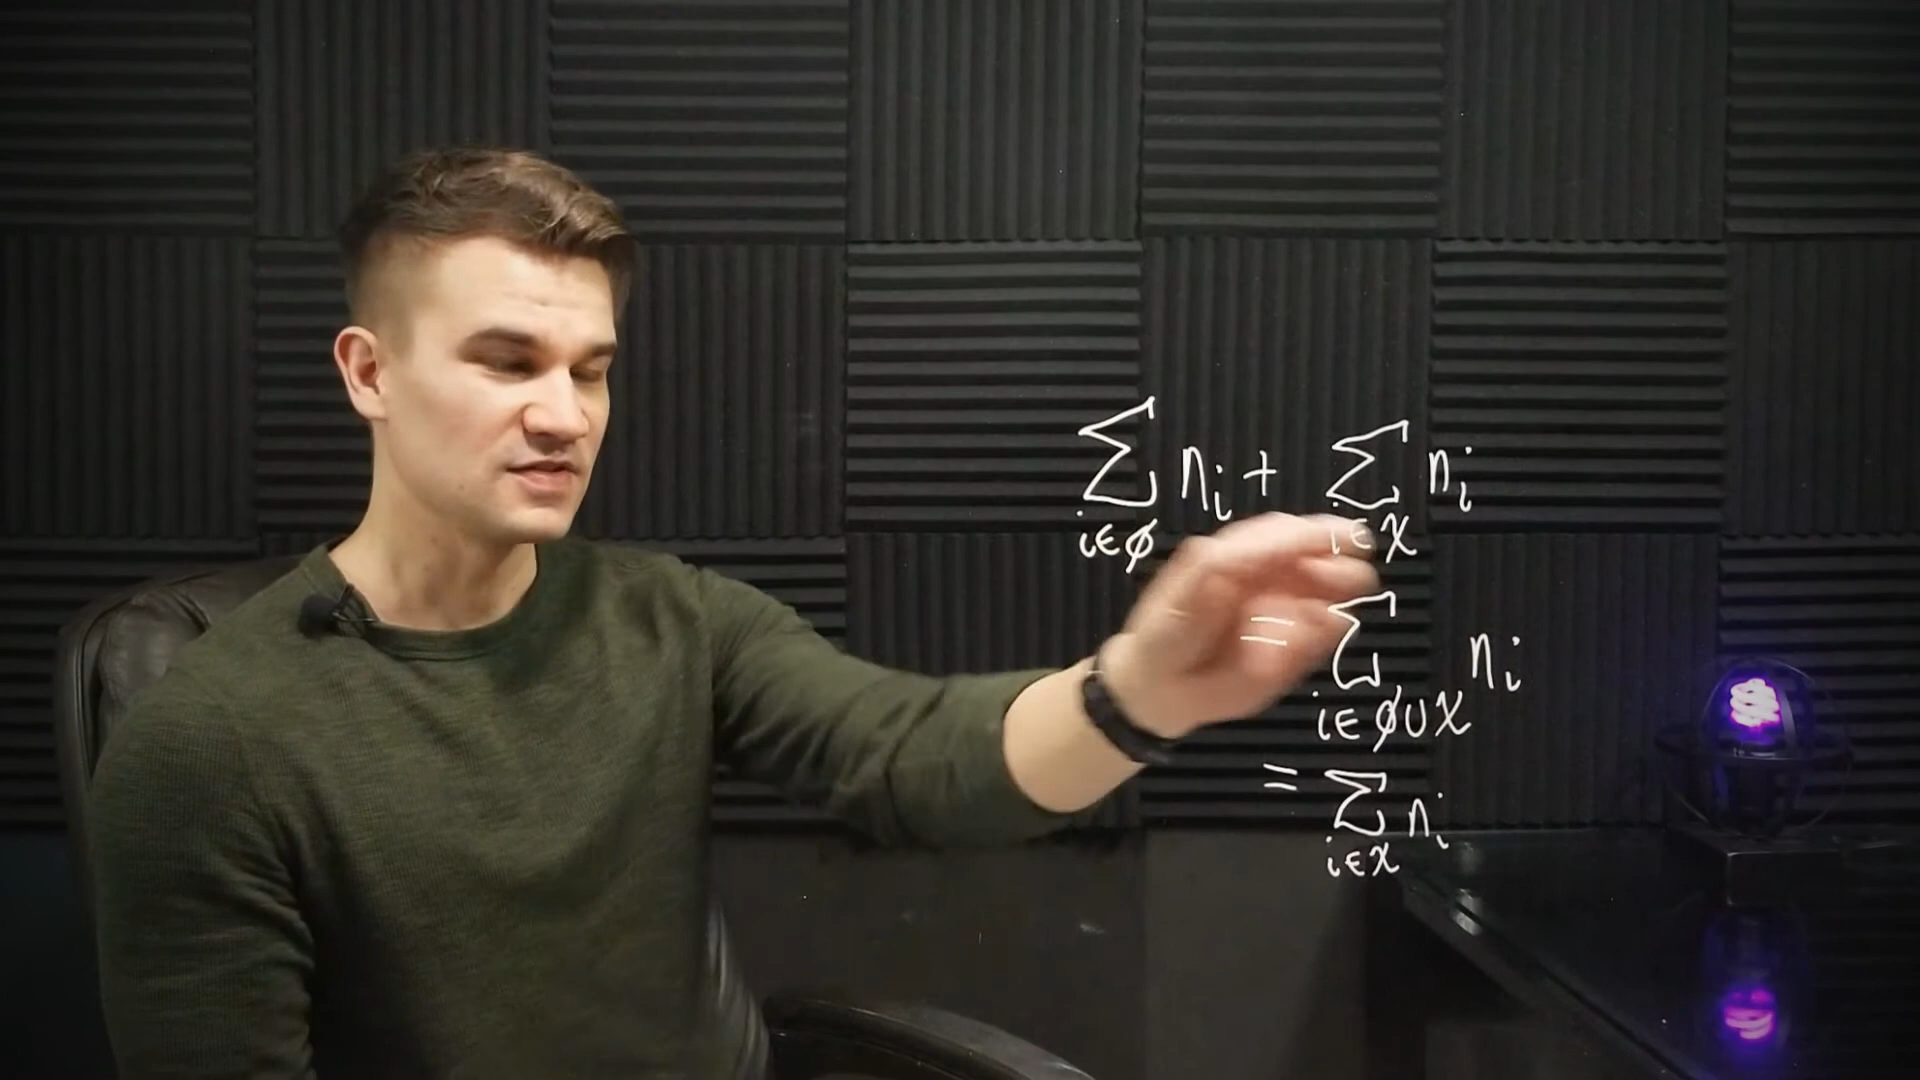 ∑ nᵢ + ∑ nᵢ
i∈∅ i∈X
= ∑ nᵢ
i∈∅∪X
= ∑ nᵢ
i∈X